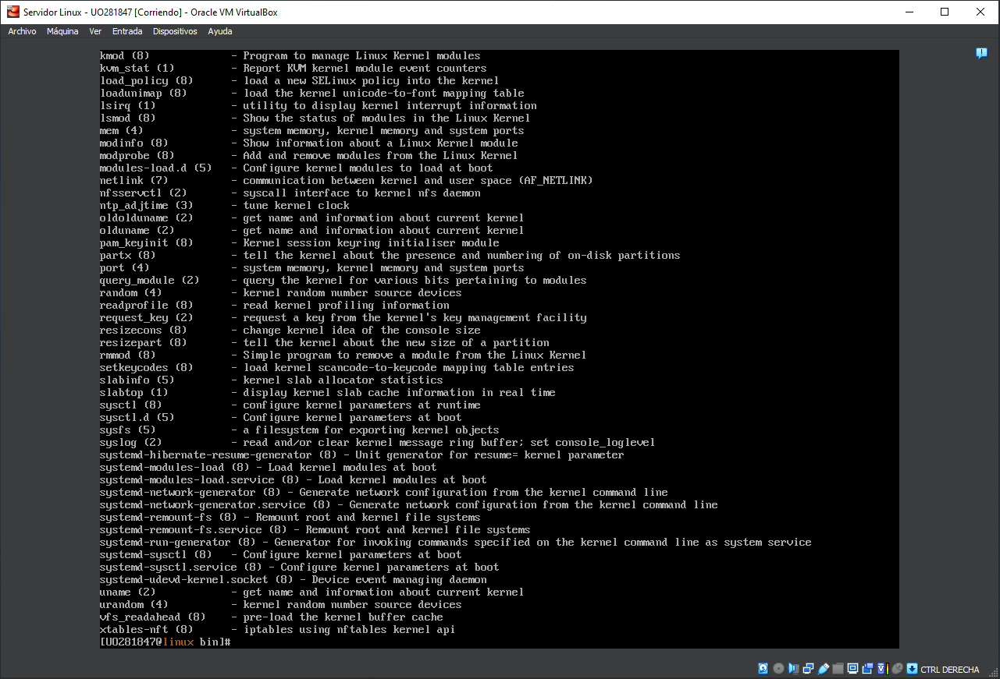 Servidor Linux - UO281847 [Corriendo] - Oracle VM VirtualBox
Archivo Máquina Ver Entrada Dispositivos Ayuda
kmod (8) - Program to manage Linux Kernel modules
kvm_stat (1) - Report KVM kernel module event counters
load_policy (8) - load a new SELinux policy into the kernel
loadunimap (8) - load the kernel unicode-to-font mapping table
lsirq (1) - utility to display kernel interrupt information
lsmod (8) - Show the status of modules in the Linux Kernel
mem (4) - system memory, kernel memory and system ports
modinfo (8) - Show information about a Linux Kernel module
modprobe (8) - Add and remove modules from the Linux Kernel
modules-load.d (5) - Configure kernel modules to load at boot
netlink (7) - communication between kernel and user space (AF_NETLINK)
nfsservctl (2) - syscall interface to kernel nfs daemon
ntp_adjtime (3) - tune kernel clock
oldolduname (2) - get name and information about current kernel
olduname (2) - get name and information about current kernel
pam_keyinit (8) - Kernel session keyring initialiser module
partx (8) - tell the kernel about the presence and numbering of on-disk partitions
port (4) - system memory, kernel memory and system ports
query_module (2) - query the kernel for various bits pertaining to modules
random (4) - kernel random number source devices
readprofile (8) - read kernel profiling information
request_key (2) - request a key from the kernel's key management facility
resizecons (8) - change kernel idea of the console size
resizepart (8) - tell the kernel about the new size of a partition
rmmod (8) - Simple program to remove a module from the Linux Kernel
setkeycodes (8) - load kernel scancode-to-keycode mapping table entries
slabinfo (5) - kernel slab allocator statistics
slabtop (1) - display kernel slab cache information in real time
sysctl (8) - configure kernel parameters at runtime
sysctl.d (5) - Configure kernel parameters at boot
sysfs (5) - a filesystem for exporting kernel objects
syslog (2) - read and/or clear kernel message ring buffer; set console_loglevel
systemd-hibernate-resume-generator (8) - Unit generator for resume= kernel parameter
systemd-modules-load (8) - Load kernel modules at boot
systemd-modules-load.service (8) - Load kernel modules at boot
systemd-network-generator (8) - Generate network configuration from the kernel command line
systemd-network-generator.service (8) - Generate network configuration from the kernel command line
systemd-remount-fs (8) - Remount root and kernel file systems
systemd-remount-fs.service (8) - Remount root and kernel file systems
systemd-run-generator (8) - Generator for invoking commands specified on the kernel command line as system service
systemd-sysctl (8) - Configure kernel parameters at boot
systemd-sysctl.service (8) - Configure kernel parameters at boot
systemd-udevd-kernel.socket (8) - Device event managing daemon
uname (2) - get name and information about current kernel
urandom (4) - kernel random number source devices
vfs_readahead (8) - pre-load the kernel buffer cache
xtables-nft (8) - iptables using nftables kernel api
[UO281847@linux bin]#
CTRL DERECHA